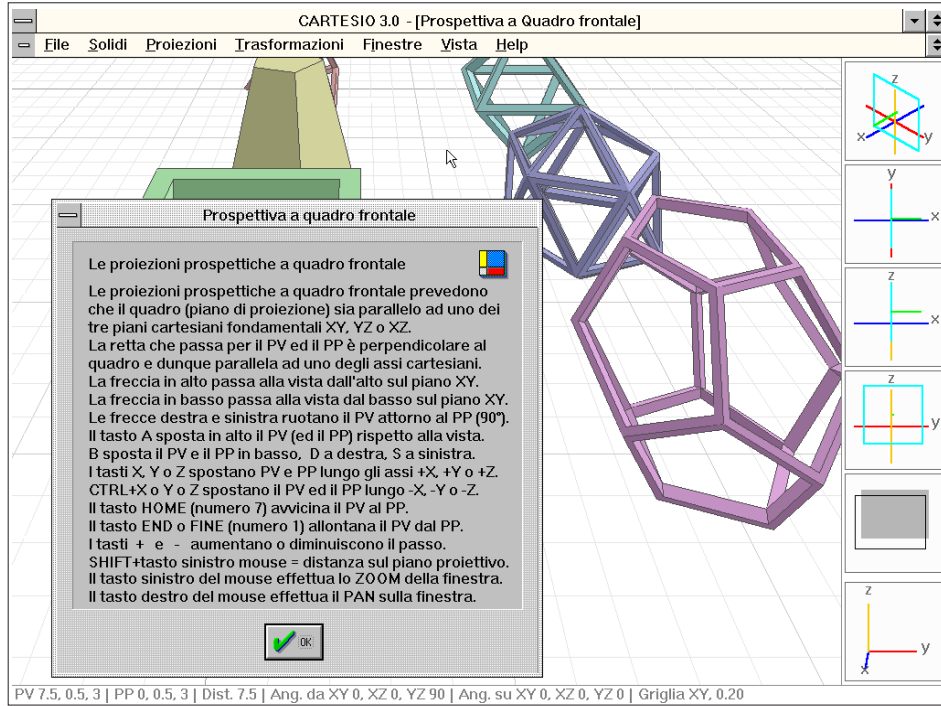 CARTESIO 3.0 - [Prospettiva a Quadro frontale]
File Solidi Proiezioni Trasformazioni Finestre Vista Help
z
x y
y
x
z
x
z
y
z
y
x
Prospettiva a quadro frontale
Le proiezioni prospettiche a quadro frontale
Le proiezioni prospettiche a quadro frontale prevedono
che il quadro (piano di proiezione) sia parallelo ad uno dei
tre piani cartesiani fondamentali XY, YZ o XZ.
La retta che passa per il PV ed il PP è perpendicolare al
quadro e dunque parallela ad uno degli assi cartesiani.
La freccia in alto passa alla vista dall'alto sul piano XY.
La freccia in basso passa alla vista dal basso sul piano XY.
Le frecce destra e sinistra ruotano il PV attorno al PP (90°).
Il tasto A sposta in alto il PV (ed il PP) rispetto alla vista.
B sposta il PV e il PP in basso, D a destra, S a sinistra.
I tasti X, Y o Z spostano PV e PP lungo gli assi +X, +Y o +Z.
CTRL+X o Y o Z spostano il PV ed il PP lungo -X, -Y o -Z.
Il tasto HOME (numero 7) avvicina il PV al PP.
Il tasto END o FINE (numero 1) allontana il PV dal PP.
I tasti + e - aumentano o diminuiscono il passo.
SHIFT+tasto sinistro mouse = distanza sul piano proiettivo.
Il tasto sinistro del mouse effettua lo ZOOM della finestra.
Il tasto destro del mouse effettua il PAN sulla finestra.
OK
PV 7.5, 0.5, 3 | PP 0, 0.5, 3 | Dist. 7.5 | Ang. da XY 0, XZ 0, YZ 90 | Ang. su XY 0, XZ 0, YZ 0 | Griglia XY, 0.20